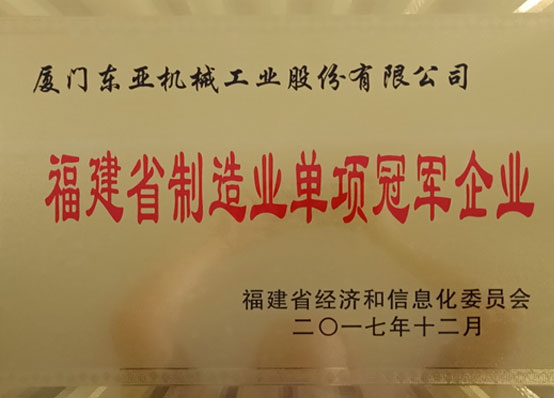 厦门东亚机械工业股份有限公司
福建省制造业单项冠军企业
福建省经济和信息化委员会
二〇一七年十二月